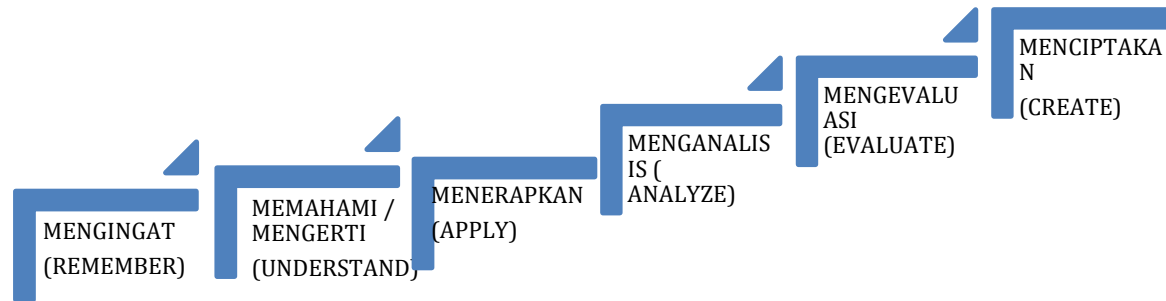 MENGINGAT
(REMEMBER)
MEMAHAMI /
MENGERTI
(UNDERSTAND)
MENERAPKAN
(APPLY)
MENGANALIS
IS (
ANALYZE)
MENGEVALU
ASI
(EVALUATE)
MENCIPTAKA
N
(CREATE)